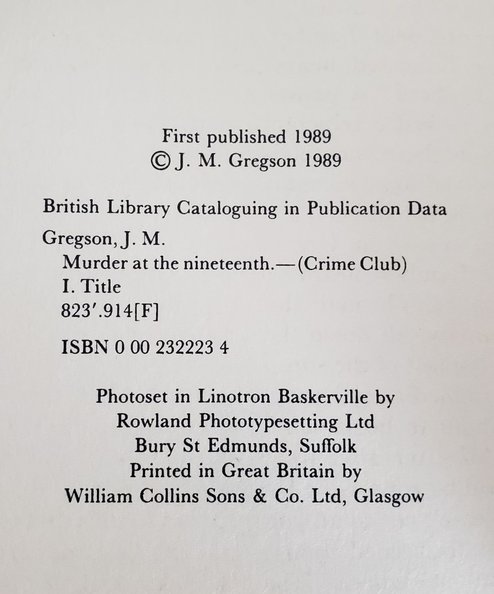 First published 1989
© J. M. Gregson 1989
British Library Cataloguing in Publication Data
Gregson, J. M.
Murder at the nineteenth.—(Crime Club)
I. Title
823'.914[F]
ISBN 0 00 232223 4
Photoset in Linotron Baskerville by
Rowland Phototypesetting Ltd
Bury St Edmunds, Suffolk
Printed in Great Britain by
William Collins Sons & Co. Ltd, Glasgow